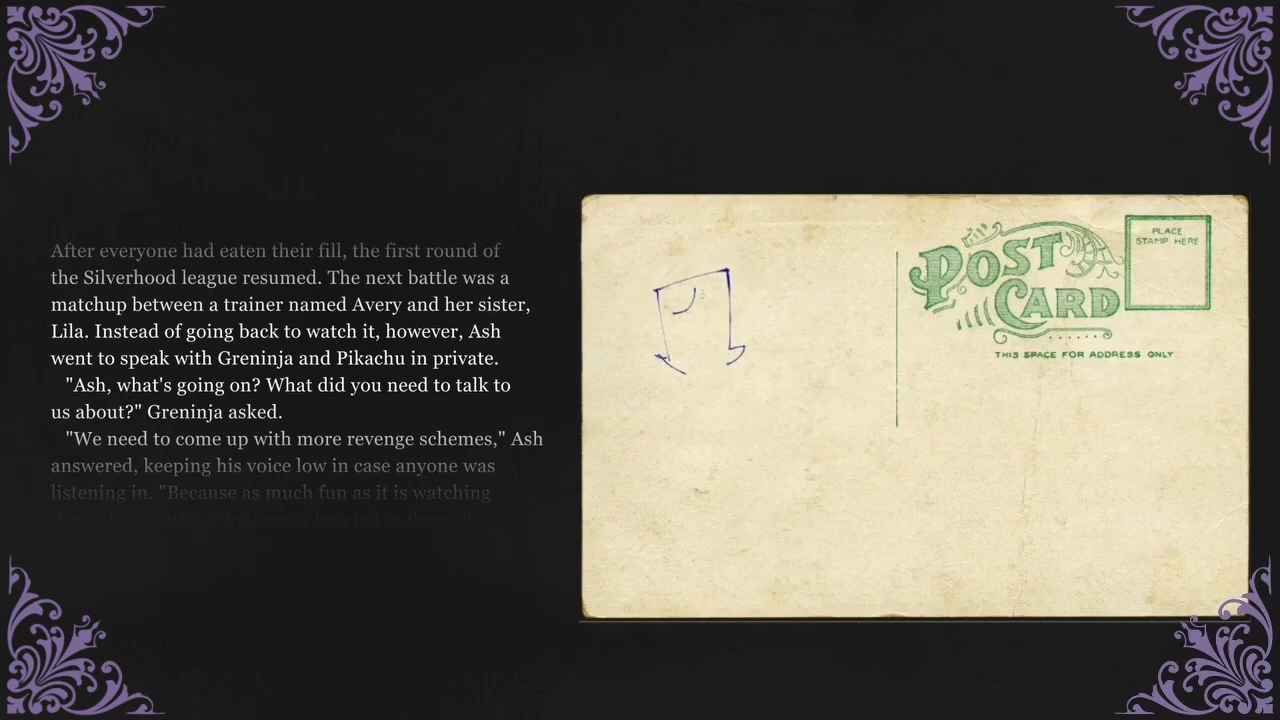 After everyone had eaten their fill, the first round of
the Silverhood league resumed. The next battle was a
matchup between a trainer named Avery and her sister,
Lila. Instead of going back to watch it, however, Ash
went to speak with Greninja and Pikachu in private.
"Ash, what's going on? What did you need to talk to
us about?" Greninja asked.
"We need to come up with more revenge schemes," Ash
answered, keeping his voice low in case anyone was
listening in. "Because as much fun as it is watching
POST
CARD
PLACE
STAMP HERE
THIS SPACE FOR ADDRESS ONLY